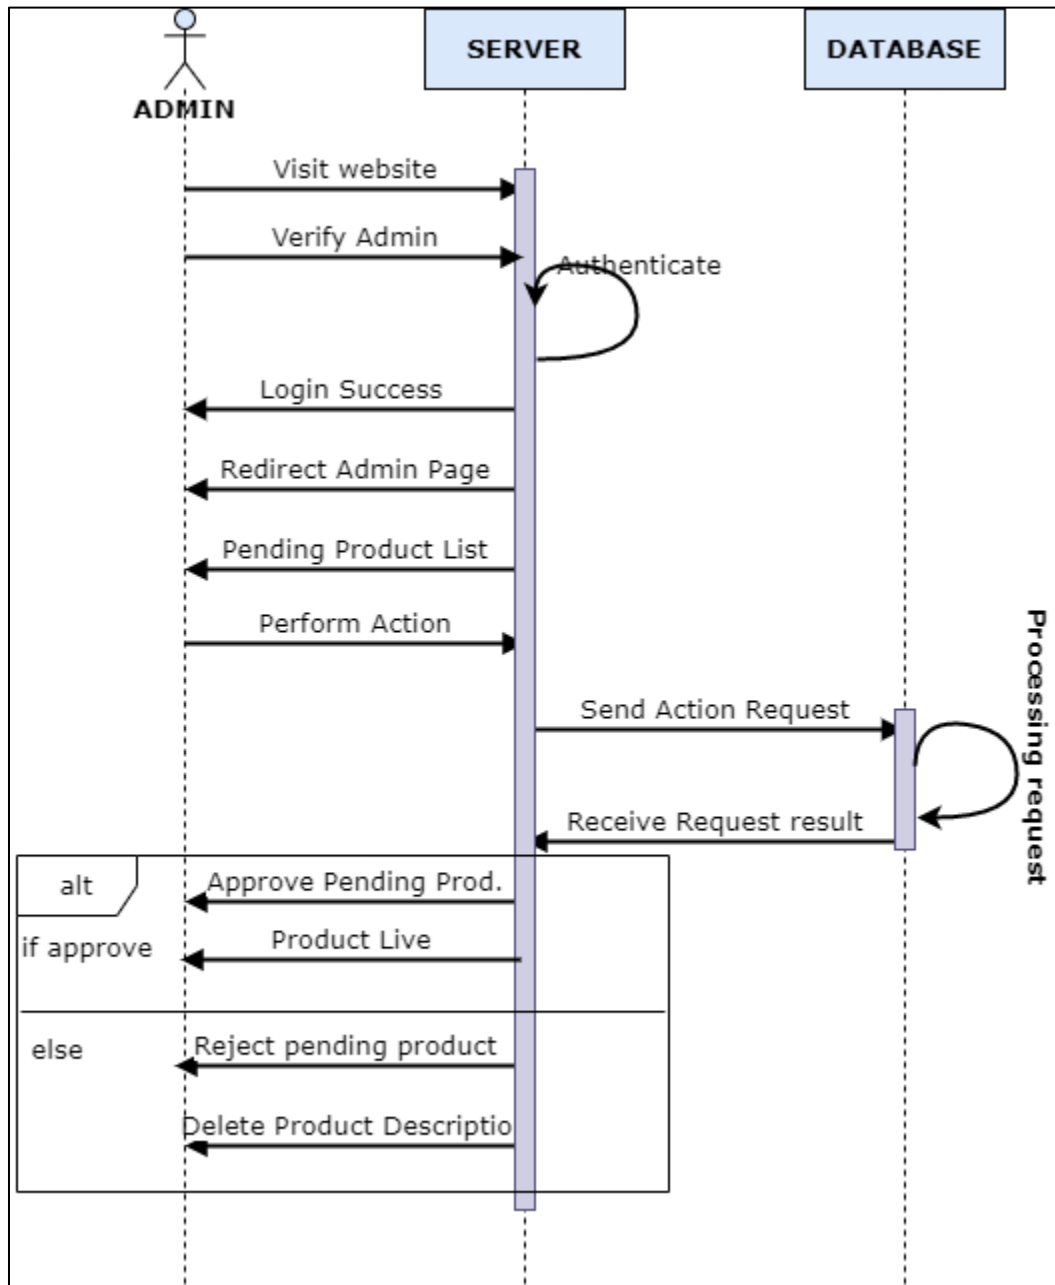 SERVER
DATABASE
ADMIN
Visit website
Verify Admin
Authenticate
Login Success
Redirect Admin Page
Pending Product List
Perform Action
Send Action Request
Processing request
Receive Request result
alt
Approve Pending Prod.
if approve
Product Live
else
Reject pending product
Delete Product Descriptio